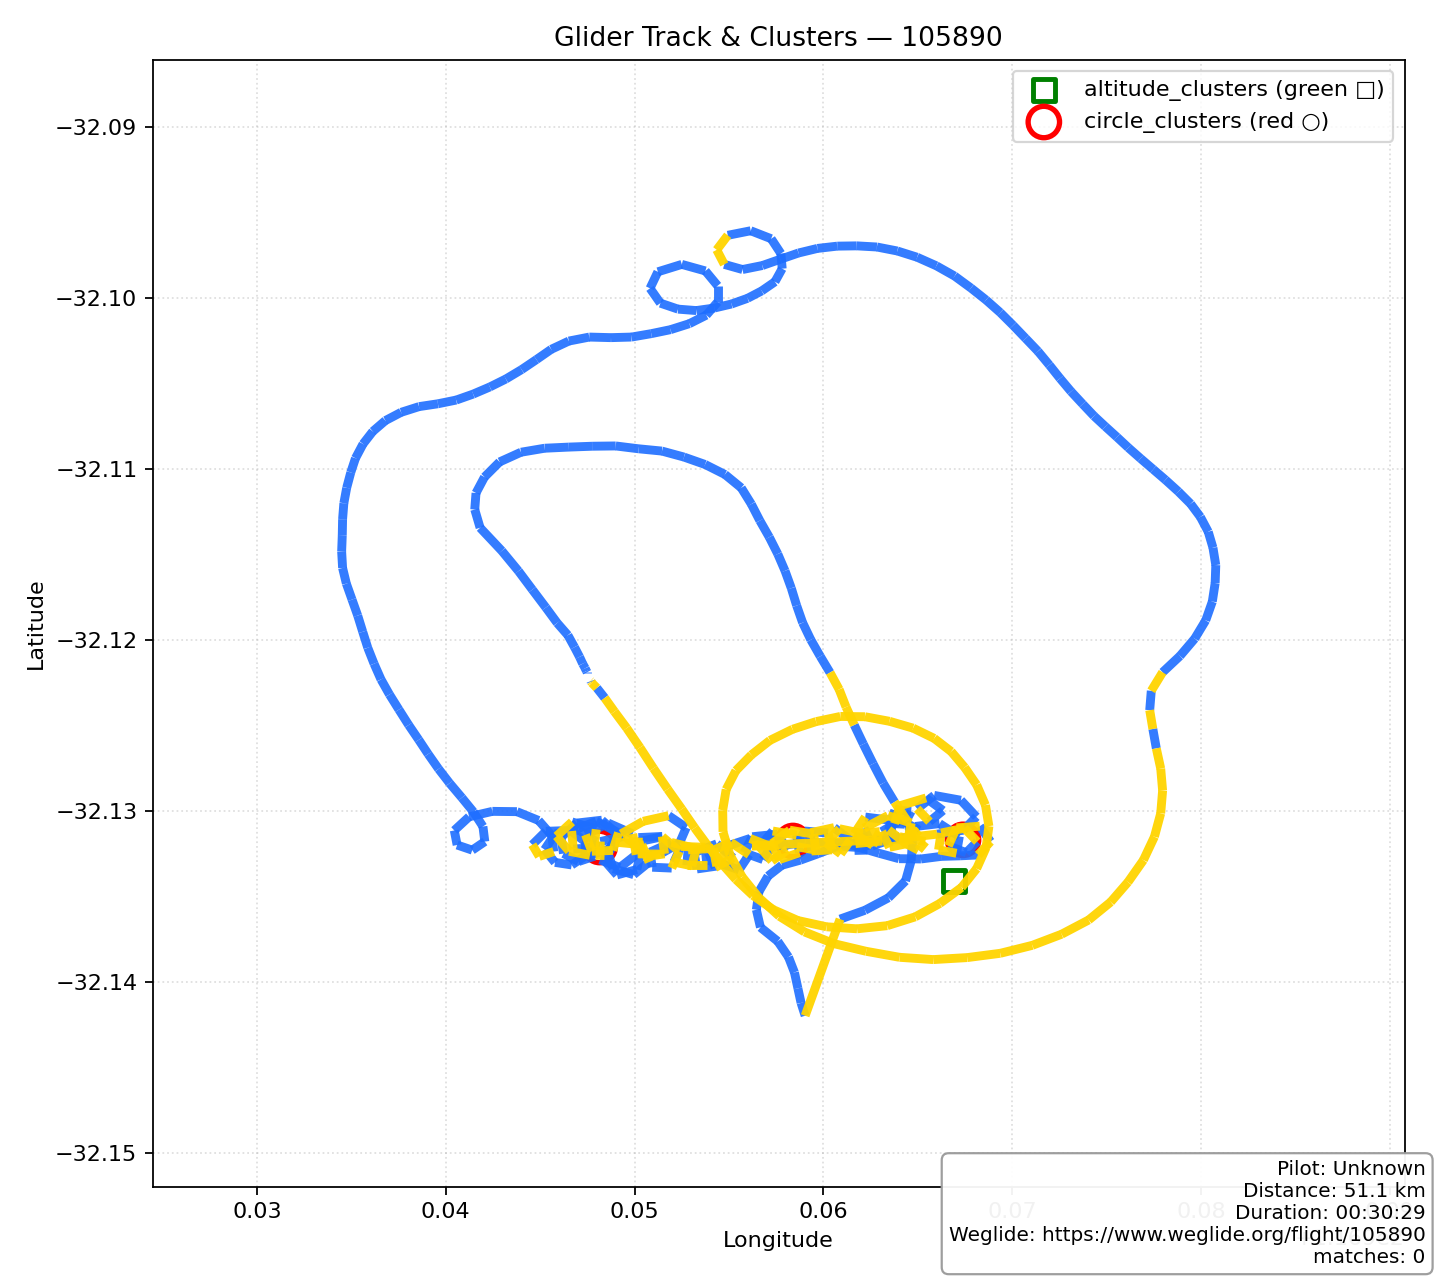 Glider Track & Clusters — 105890
altitude_clusters (green □)
circle_clusters (red ○)
−32.09
−32.10
−32.11
−32.12
−32.13
−32.14
−32.15
Latitude
0.03
0.04
0.05
0.06
0.07
0.08
Longitude
Pilot: Unknown
Distance: 51.1 km
Duration: 00:30:29
Weglide: https://www.weglide.org/flight/105890
matches: 0